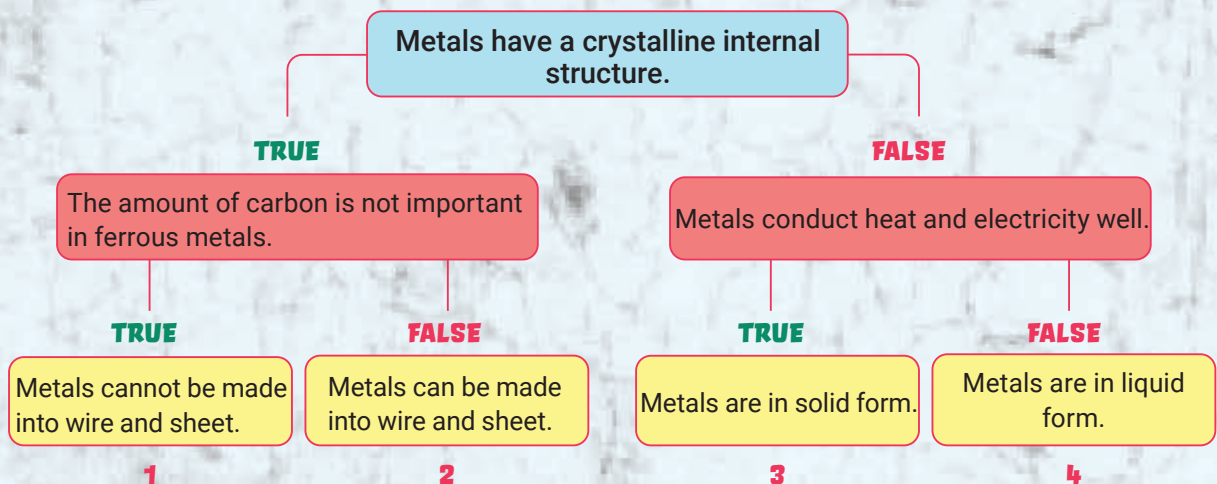 Metals have a crystalline internal
structure.
TRUE
FALSE
The amount of carbon is not important
in ferrous metals.
Metals conduct heat and electricity well.
TRUE
FALSE
TRUE
FALSE
Metals cannot be made
into wire and sheet.
Metals can be made
into wire and sheet.
Metals are in solid form.
Metals are in liquid
form.
1
2
3
4